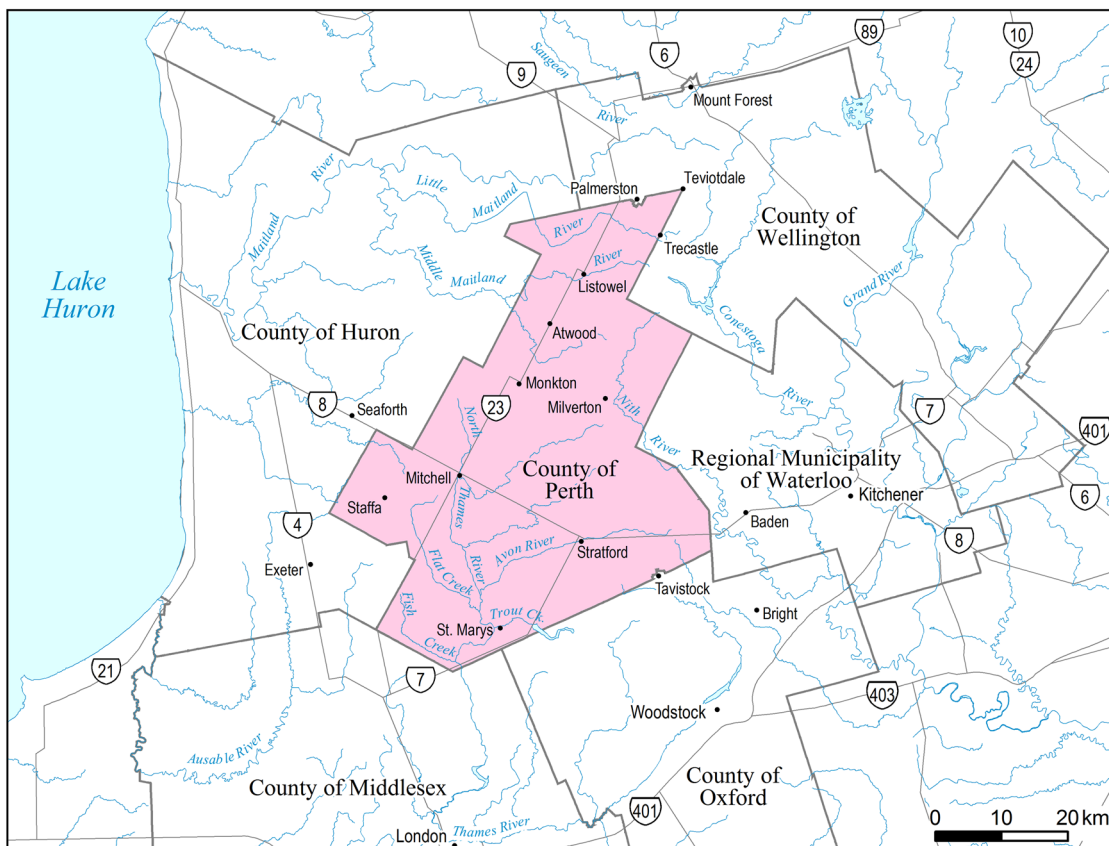 89
10
6
24
9
Saugeen
Mount Forest
River
River
Little
Maitland
Palmerston
Teviotdale
County of
Wellington
Maitland
River
Trecastle
Middle
Maitland
River
Listowel
Grand River
Lake
Huron
Conestoga
County of Huron
Atwood
Monkton
Milverton
Nith
River
River
8
Seaforth
23
North
7
401
County of
Perth
Regional Municipality
of Waterloo
Mitchell
Thames
River
Staffa
Kitchener
6
Baden
4
8
Avon River
Stratford
Exeter
Flat Creek
Tavistock
Fish
Creek
Trout Ck.
Bright
St. Marys
21
7
403
Woodstock
Ausable River
County of Middlesex
County of
Oxford
401
London
Thames River
0 10 20 km